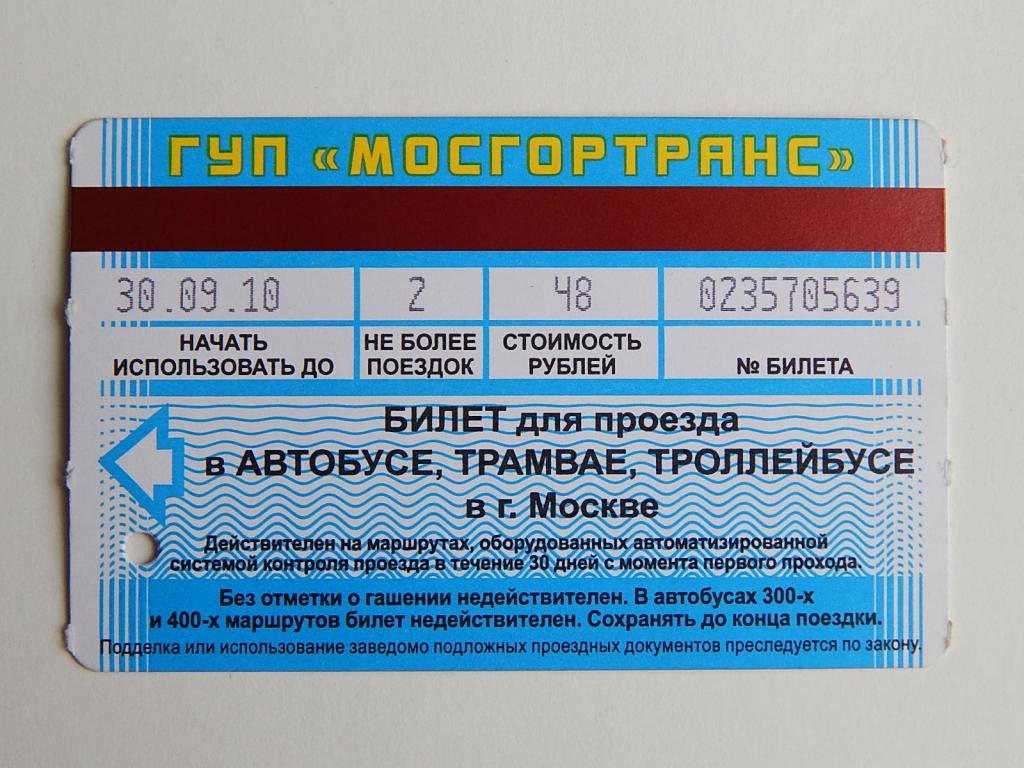 ГУП «МОСГОРТРАНС»
30.09.10 2 48 0235705639
НАЧАТЬ ИСПОЛЬЗОВАТЬ ДО
НЕ БОЛЕЕ ПОЕЗДОК
СТОИМОСТЬ РУБЛЕЙ
№ БИЛЕТА
БИЛЕТ для проезда
в АВТОБУСЕ, ТРАМВАЕ, ТРОЛЛЕЙБУСЕ
в г. Москве
Действителен на маршрутах, оборудованных автоматизированной
системой контроля проезда в течение 30 дней с момента первого прохода.
Без отметки о гашении недействителен. В автобусах 300-х
и 400-х маршрутов билет недействителен. Сохранять до конца поездки.
Подделка или использование заведомо подложных проездных документов преследуется по закону.